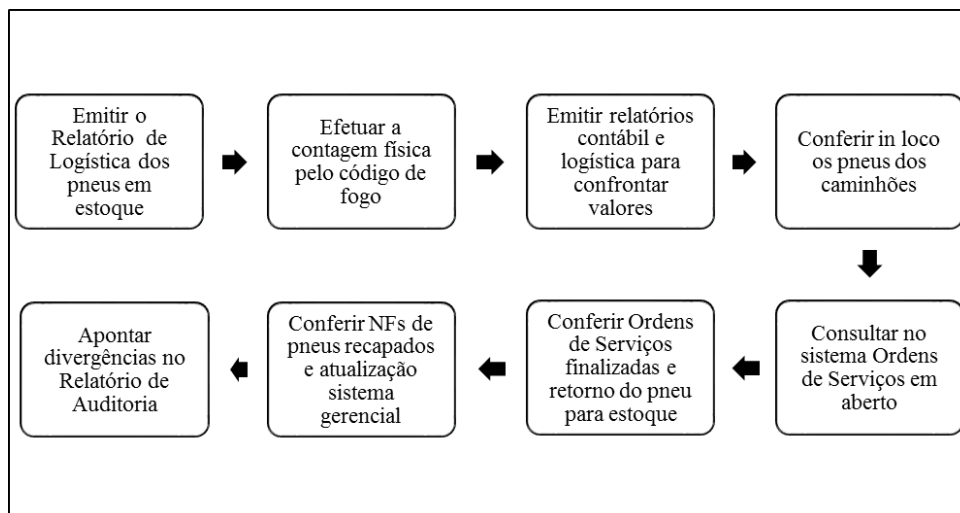 Emitir o
Relatório de
Logística dos
pneus em
estoque
Efetuar a
contagem física
pelo código de
fogo
Emitir relatórios
contábil e
logística para
confrontar
valores
Conferir in loco
os pneus dos
caminhões
Consultar no
sistema Ordens
de Serviços em
aberto
Conferir Ordens
de Serviços
finalizadas e
retorno do pneu
para estoque
Conferir NFs de
pneus recapados
e atualização
sistema
gerencial
Apontar
divergências no
Relatório de
Auditoria